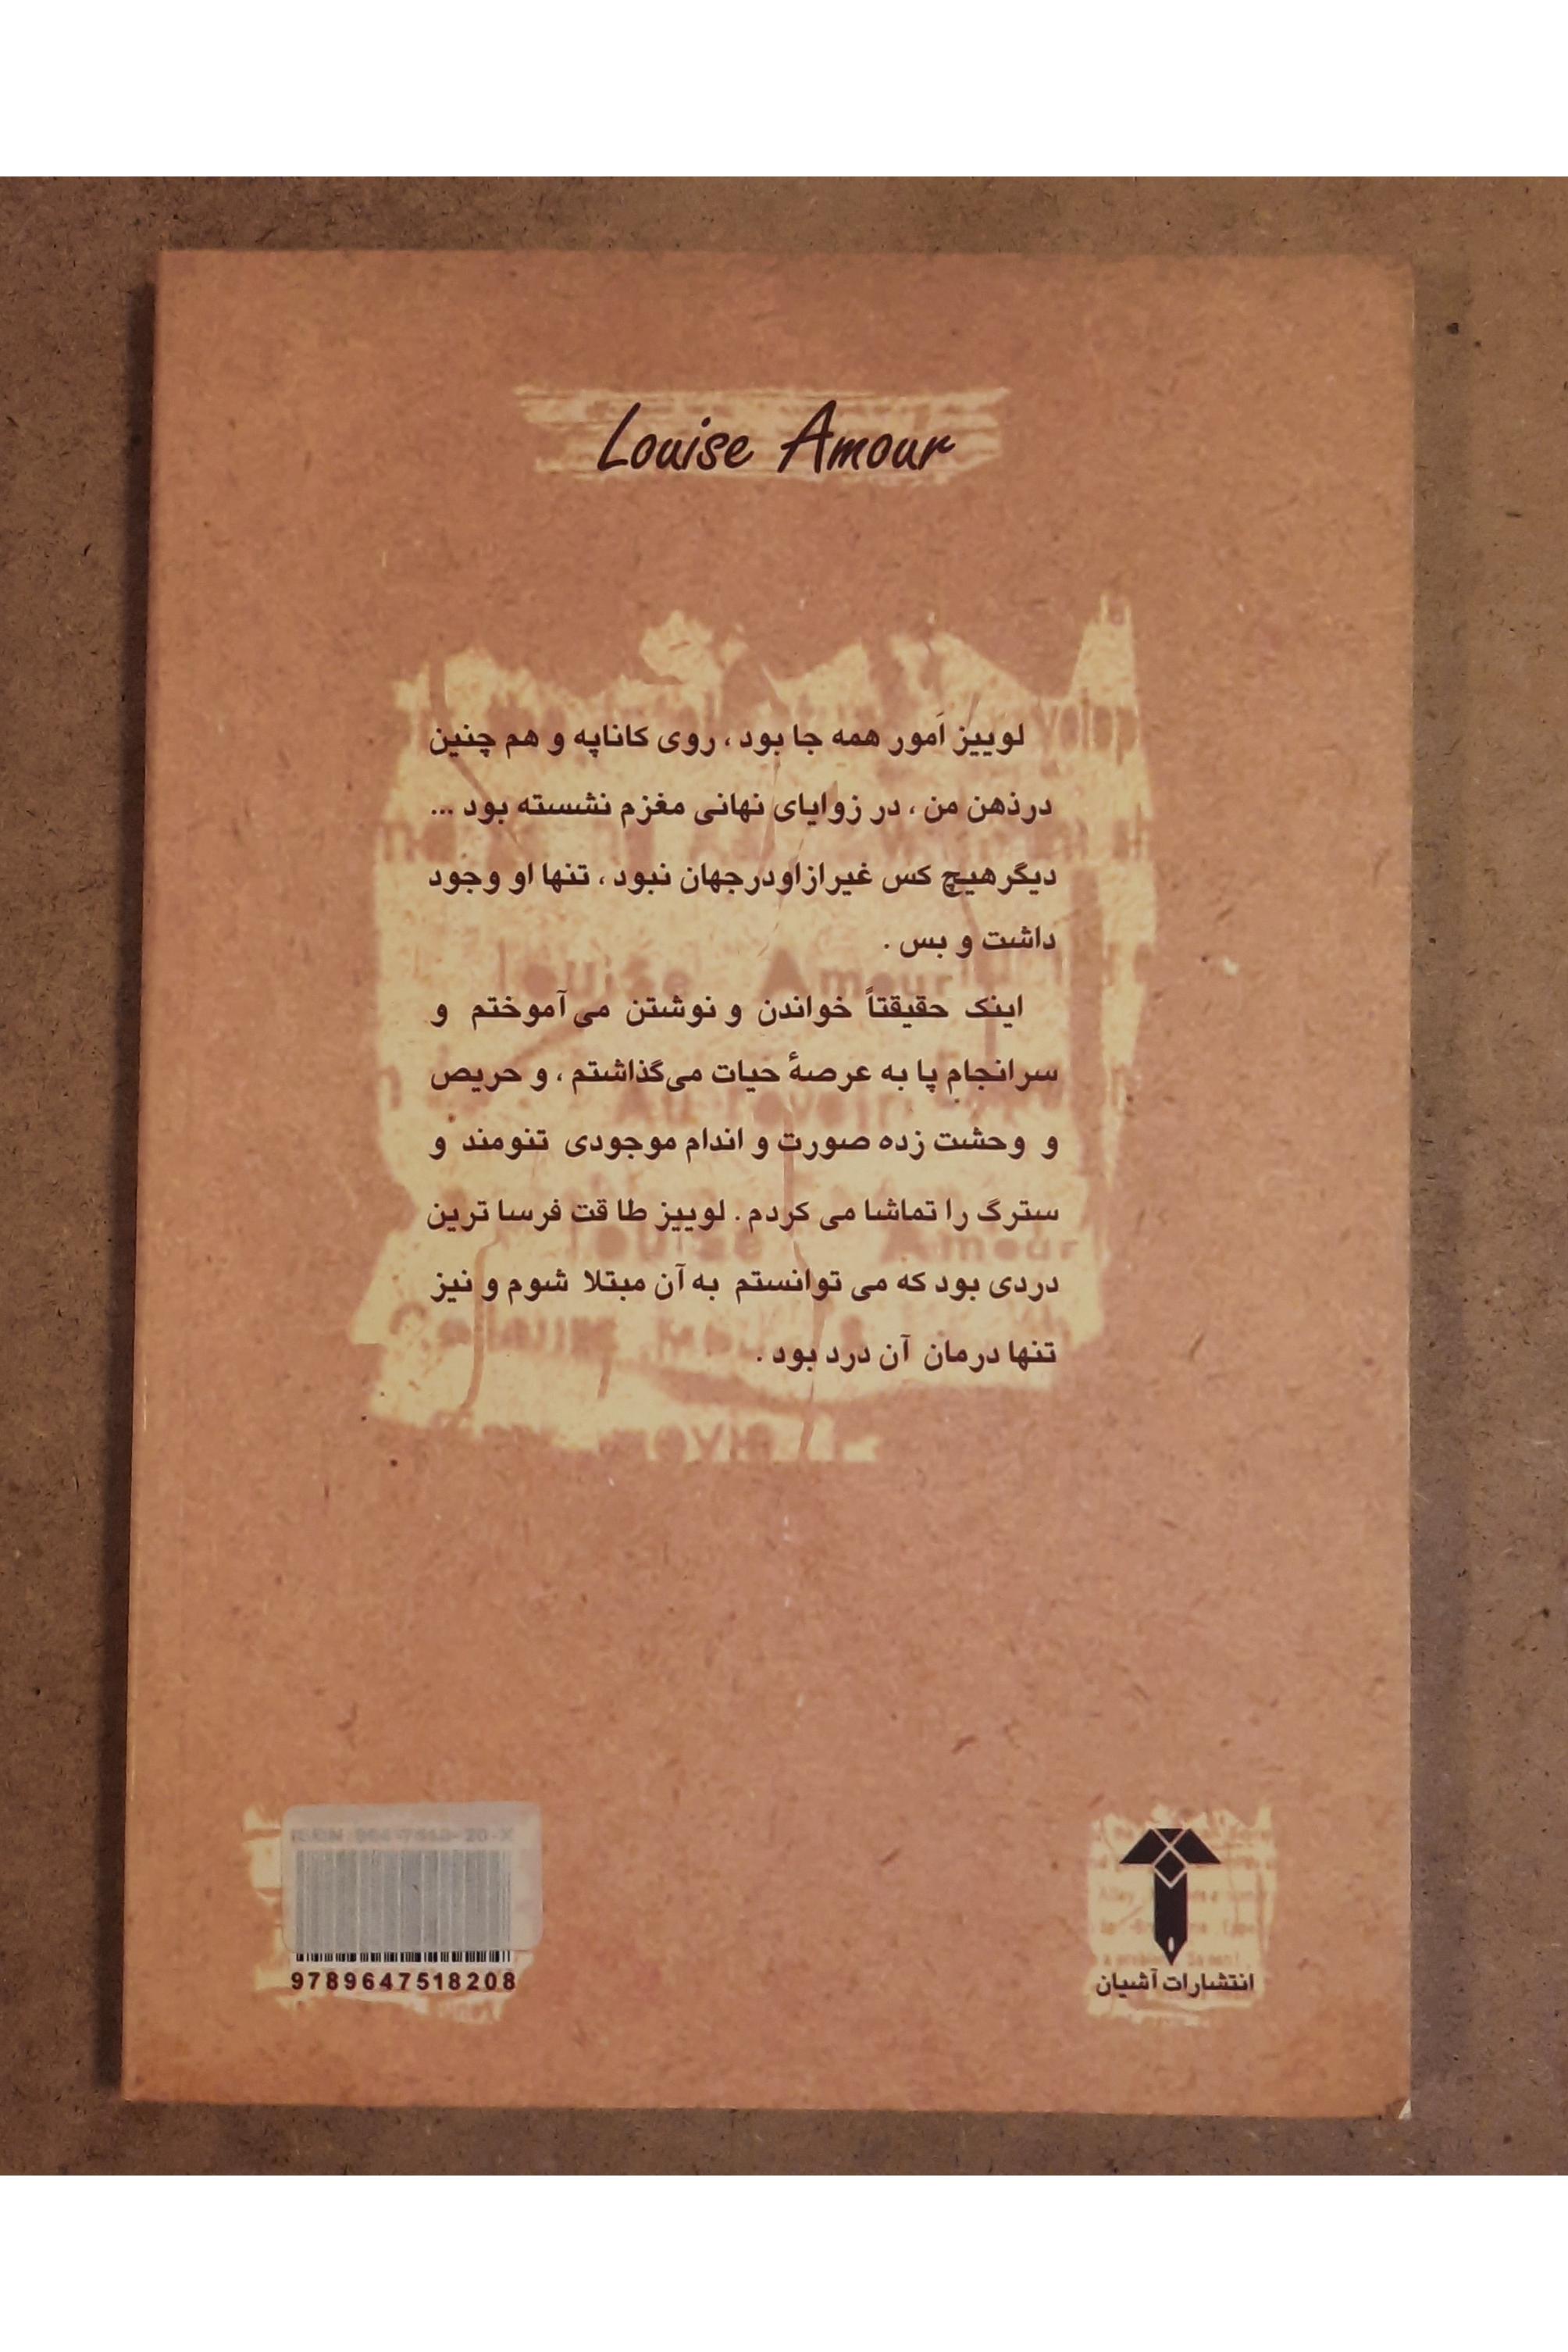 Louise Amour
لوییز اَمور همه جا بود ، روی کاناپه و هم چنین
درذهن من ، در زوایای نهانی مغزم نشسته بود ...
دیگرهیچ کس غیرازاودرجهان نبود ، تنها او وجود
داشت و بس .
اینک حقیقتاً خواندن و نوشتن می آموختم و
سرانجام پا به عرصهٔ حیات می‌گذاشتم ، و حریص
و وحشت زده صورت و اندام موجودی تنومند و
سترگ را تماشا می کردم . لوییز طاقت فرسا ترین
دردی بود که می توانستم به آن مبتلا شوم و نیز
تنها درمان آن درد بود .
9789647518208
انتشارات آشیان